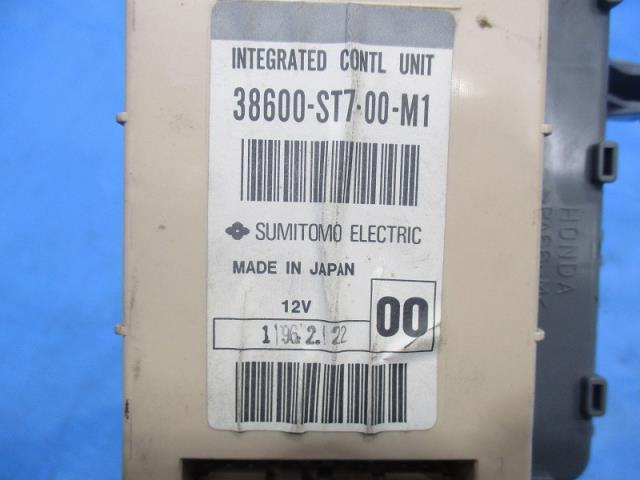 INTEGRATED CONTL UNIT
38600-ST7-00-M1
SUMITOMO ELECTRIC
MADE IN JAPAN
12V
00
1 96. 2. 22
HONDA